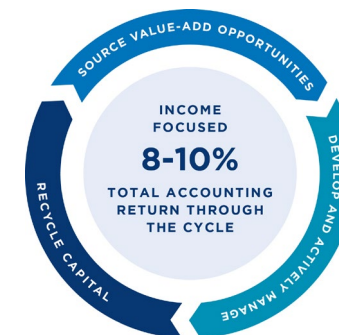 SOURCE VALUE-ADD OPPORTUNITIES
DEVELOP AND ACTIVELY MANAGE
RECYCLE CAPITAL
INCOME
FOCUSED
8-10%
TOTAL ACCOUNTING
RETURN THROUGH
THE CYCLE